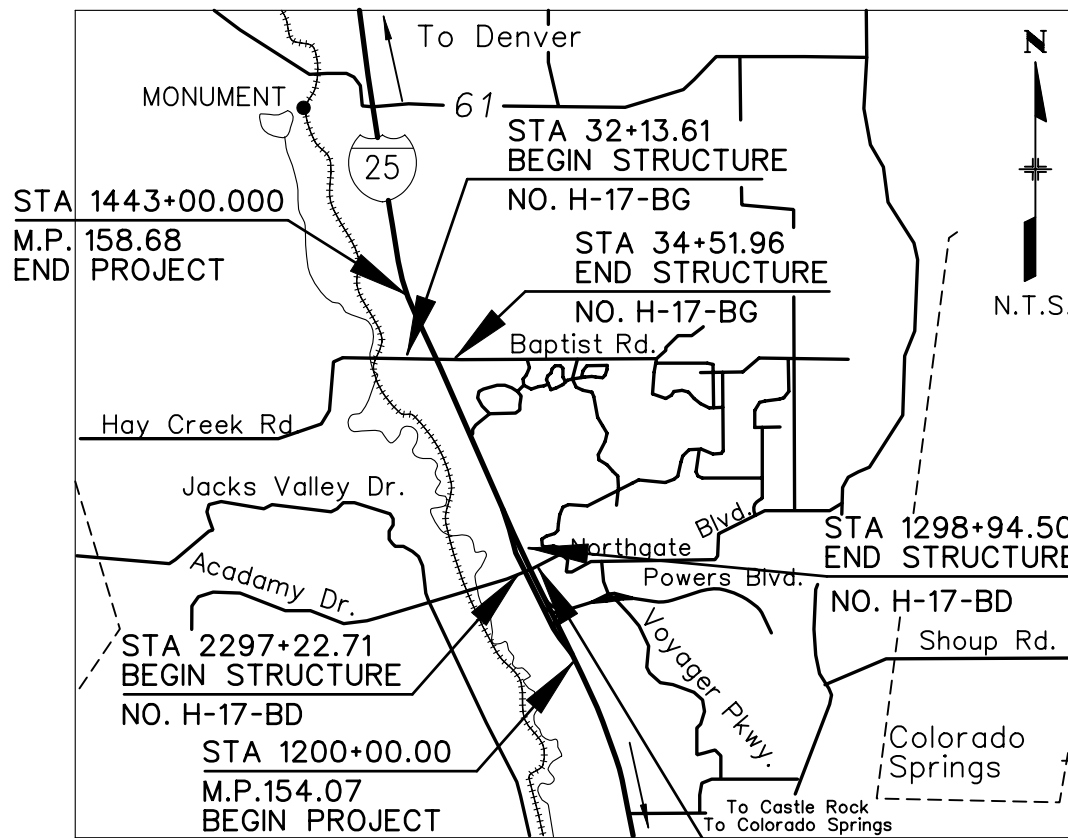 To Denver
N
MONUMENT
61
STA 32+13.61
BEGIN STRUCTURE
NO. H-17-BG
25
STA 1443+00.000
M.P. 158.68
END PROJECT
STA 34+51.96
END STRUCTURE
NO. H-17-BG
N.T.S.
Baptist Rd.
Hay Creek Rd
Jacks Valley Dr.
Blvd.
Northgate
STA 1298+94.50
END STRUCTURE
NO. H-17-BD
Acadamy Dr.
Powers Blvd.
STA 2297+22.71
BEGIN STRUCTURE
NO. H-17-BD
Voyager Pkwy.
Shoup Rd.
STA 1200+00.00
M.P.154.07
BEGIN PROJECT
Colorado
Springs
To Castle Rock
To Colorado Springs